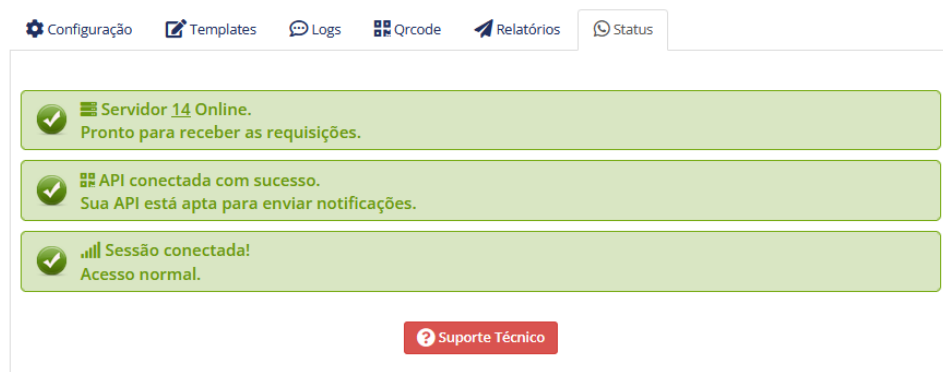 Configuração Templates Logs Qrcode Relatórios Status
Servidor 14 Online.
Pronto para receber as requisições.
API conectada com sucesso.
Sua API está apta para enviar notificações.
Sessão conectada!
Acesso normal.
Suporte Técnico